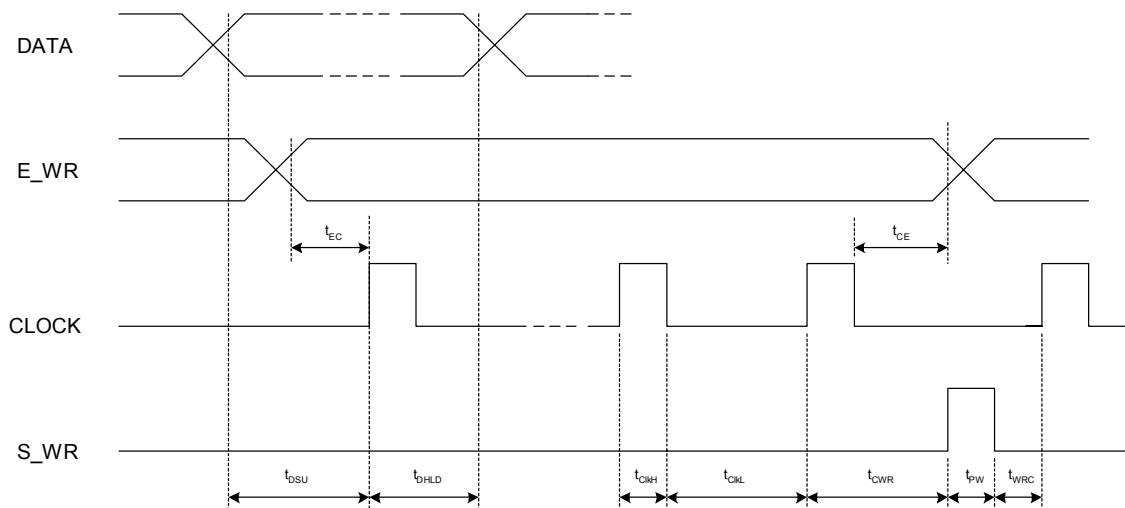 DATA
E_WR
tEC
tCE
CLOCK
S_WR
tDSU
tDHLD
tClkH
tClkL
tCWR
tPW
tWRC